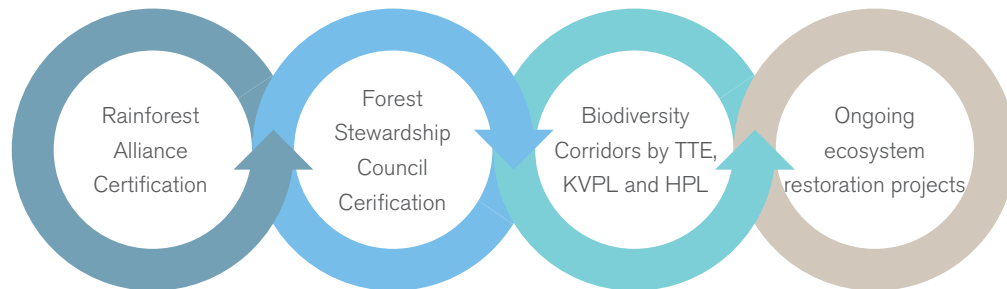 Rainforest
Alliance
Certification
Forest
Stewardship
Council
Cerification
Biodiversity
Corridors by TTE,
KVPL and HPL
Ongoing
ecosystem
restoration projects